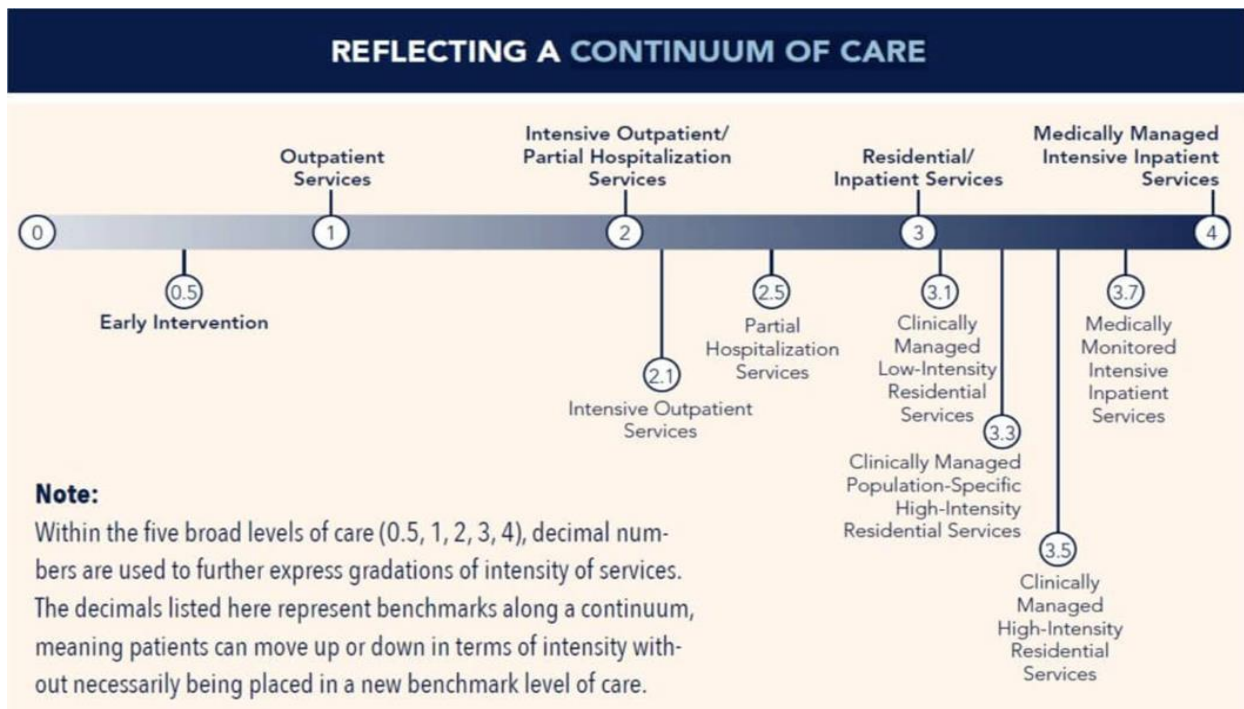 REFLECTING A CONTINUUM OF CARE
Outpatient
Services
Intensive Outpatient/
Partial Hospitalization
Services
Residential/
Inpatient Services
Medically Managed
Intensive Inpatient
Services
0
1
2
3
4
0.5
Early Intervention
2.1
Intensive Outpatient
Services
2.5
Partial
Hospitalization
Services
3.1
Clinically
Managed
Low-Intensity
Residential
Services
3.3
Clinically Managed
Population-Specific
High-Intensity
Residential Services
3.5
Clinically
Managed
High-Intensity
Residential
Services
3.7
Medically
Monitored
Intensive
Inpatient
Services
Note:
Within the five broad levels of care (0.5, 1, 2, 3, 4), decimal num-
bers are used to further express gradations of intensity of services.
The decimals listed here represent benchmarks along a continuum,
meaning patients can move up or down in terms of intensity with-
out necessarily being placed in a new benchmark level of care.